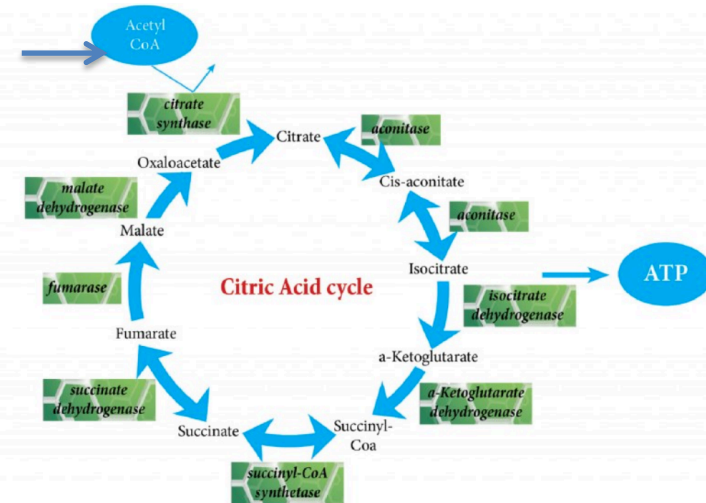 Acetyl
CoA
citrate
synthase
Citrate
aconitase
Oxaloacetate
Cis-aconitate
malate
dehydrogenase
aconitase
Malate
Isocitrate
ATP
Citric Acid cycle
isocitrate
dehydrogenase
fumarase
Fumarate
a-Ketoglutarate
succinate
dehydrogenase
a-Ketoglutarate
dehydrogenase
Succinate
Succinyl-
Coa
succinyl-CoA
synthetase